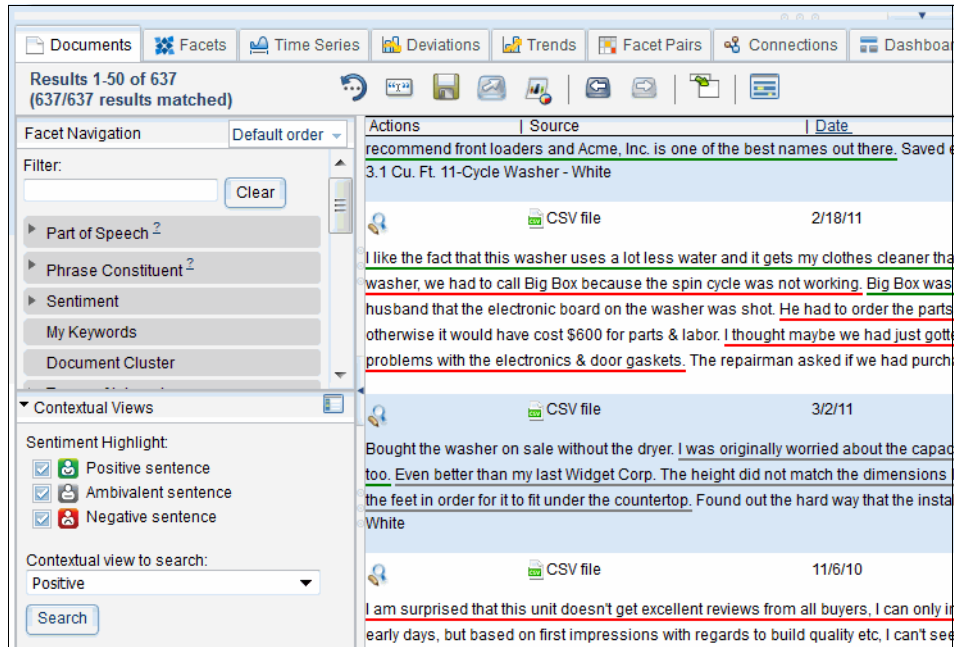 Documents Facets Time Series Deviations Trends Facet Pairs Connections
Results 1-50 of 637
(637/637 results matched)
Facet Navigation Default order
Filter:
Clear
Part of Speech ?
Phrase Constituent ?
Sentiment
My Keywords
Document Cluster
Contextual Views
Sentiment Highlight:
Positive sentence
Ambivalent sentence
Negative sentence
Contextual view to search:
Positive
Search
Actions | Source | Date
recommend front loaders and Acme, Inc. is one of the best names out there. Saved
3.1 Cu. Ft. 11-Cycle Washer - White
CSV file 2/18/11
I like the fact that this washer uses a lot less water and it gets my clothes cleaner
washer, we had to call Big Box because the spin cycle was not working. Big Box was
husband that the electronic board on the washer was shot. He had to order the parts
otherwise it would have cost $600 for parts & labor. I thought maybe we had just
problems with the electronics & door gaskets. The repairman asked if we had
CSV file 3/2/11
Bought the washer on sale without the dryer. I was originally worried about the
too. Even better than my last Widget Corp. The height did not match the dimensions
the feet in order for it to fit under the countertop. Found out the hard way that the
White
CSV file 11/6/10
I am surprised that this unit doesn't get excellent reviews from all buyers, I can only
early days, but based on first impressions with regards to build quality etc, I can't see